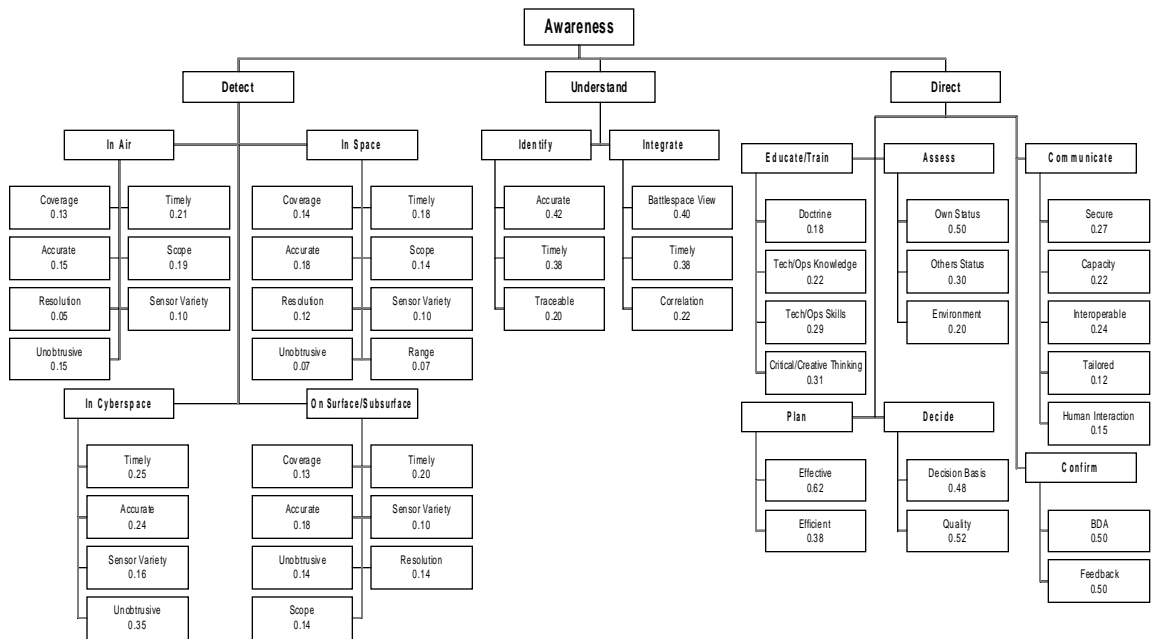 Awareness
Detect
Understand
Direct
In Air
In Space
Identify
Integrate
Educate/Train
Assess
Communicate
Coverage
0.13
Timely
0.21
Accurate
0.15
Scope
0.19
Resolution
0.05
Sensor Variety
0.10
Unobtrusive
0.15
Coverage
0.14
Timely
0.18
Accurate
0.18
Scope
0.14
Resolution
0.12
Sensor Variety
0.10
Unobtrusive
0.07
Range
0.07
Accurate
0.42
Timely
0.38
Traceable
0.20
Battlespace View
0.40
Timely
0.38
Correlation
0.22
Doctrine
0.18
Tech/Ops Knowledge
0.22
Tech/Ops Skills
0.29
Critical/Creative Thinking
0.31
Own Status
0.50
Others Status
0.30
Environment
0.20
Secure
0.27
Capacity
0.22
Interoperable
0.24
Tailored
0.12
Human Interaction
0.15
In Cyberspace
On Surface/Subsurface
Plan
Decide
Confirm
Timely
0.25
Accurate
0.24
Sensor Variety
0.16
Unobtrusive
0.35
Coverage
0.13
Timely
0.20
Accurate
0.18
Sensor Variety
0.10
Unobtrusive
0.14
Resolution
0.14
Scope
0.14
Effective
0.62
Efficient
0.38
Decision Basis
0.48
Quality
0.52
BDA
0.50
Feedback
0.50